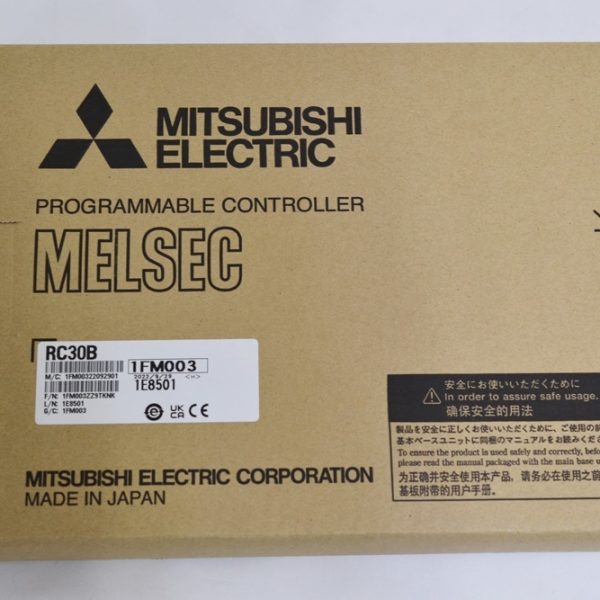 MITSUBISHI
ELECTRIC
PROGRAMMABLE CONTROLLER
MELSEC
RC30B
1FM003
M/C: 1FM00322092901
2022/9/29 <H>
1E8501
F/N: 1FM003ZZ9TKNK
L/N: 1E8501
G/C: 1FM003
UK
CA
CE
安全にお使いいただくために
In order to assure safe usage.
确保安全的用法
製品を安全に正しくお使いいただくために、ご使用の前
基本ベースユニットに同梱のマニュアルをお読みくださ
To ensure the product is used safely and correctly, before
please read the manual packaged with the main base u
为正确并安全使用本产品，请务必在使用之前
基板附带的用户手册。
MITSUBISHI ELECTRIC CORPORATION
MADE IN JAPAN